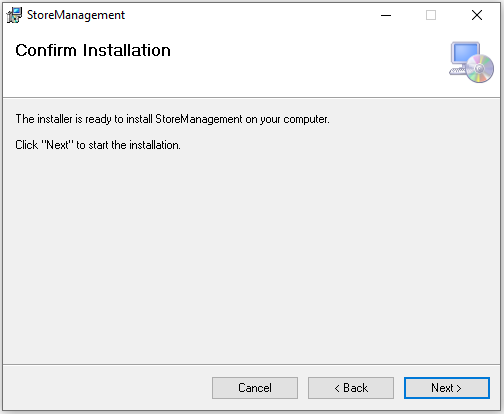 StoreManagement
Confirm Installation
The installer is ready to install StoreManagement on your computer.
Click "Next" to start the installation.
Cancel
< Back
Next >